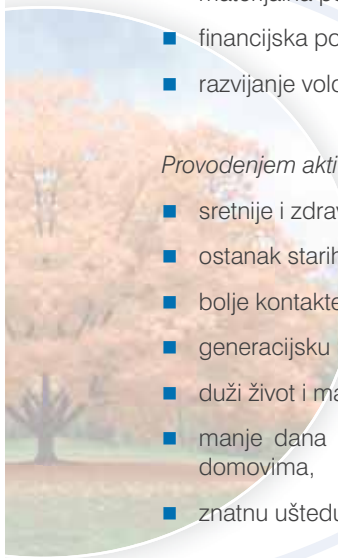 financijska po
razvijanje volo
Provođenjem akti
sretnije i zdrav
ostanak starih
bolje kontakte
generacijsku
duži život i ma
manje dana
domovima,
znatnu uštedu